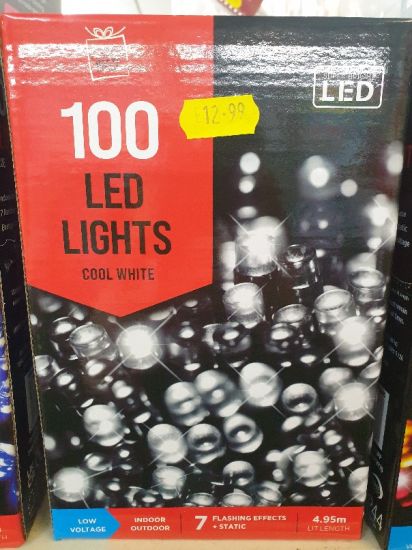 £12.99
LED
100
LED
LIGHTS
COOL WHITE
LOW
VOLTAGE
INDOOR
OUTDOOR
7 FLASHING EFFECTS
+ STATIC
4.95m
LIT LENGTH